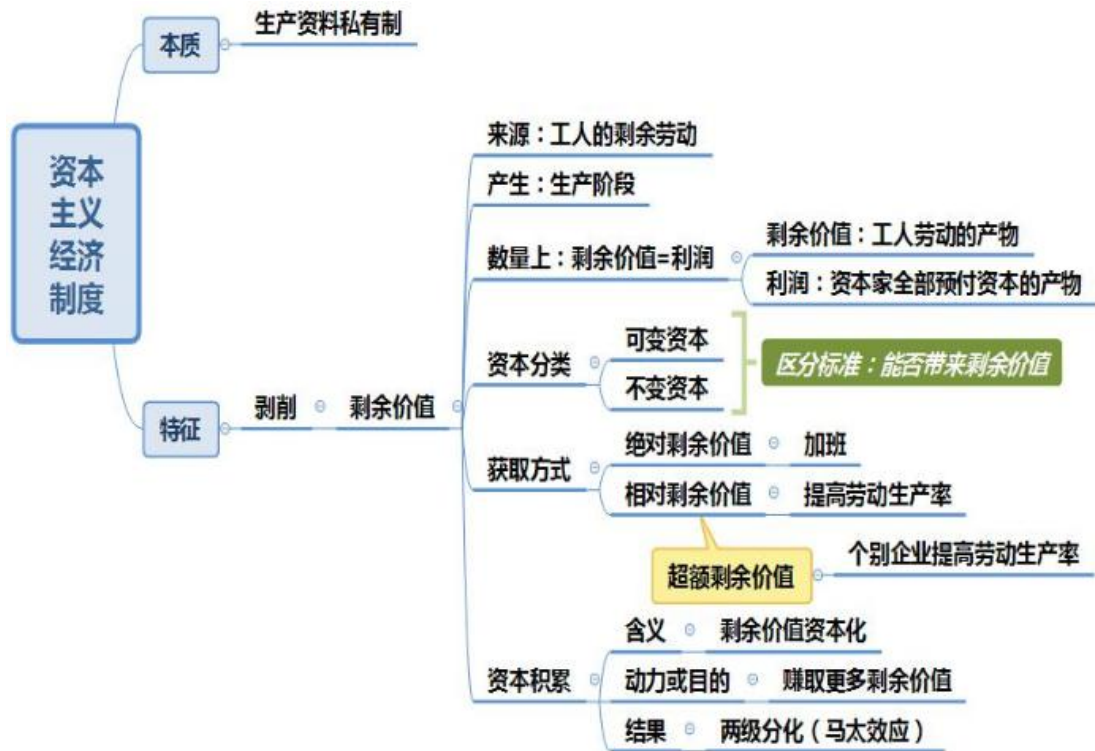 资本
主义
经济
制度
本质
生产资料私有制
特征
剥削
剩余价值
来源：工人的剩余劳动
产生：生产阶段
数量上：剩余价值=利润
剩余价值：工人劳动的产物
利润：资本家全部预付资本的产物
资本分类
可变资本
不变资本
区分标准：能否带来剩余价值
获取方式
绝对剩余价值
加班
相对剩余价值
提高劳动生产率
超额剩余价值
个别企业提高劳动生产率
资本积累
含义
剩余价值资本化
动力或目的
赚取更多剩余价值
结果
两级分化（马太效应）